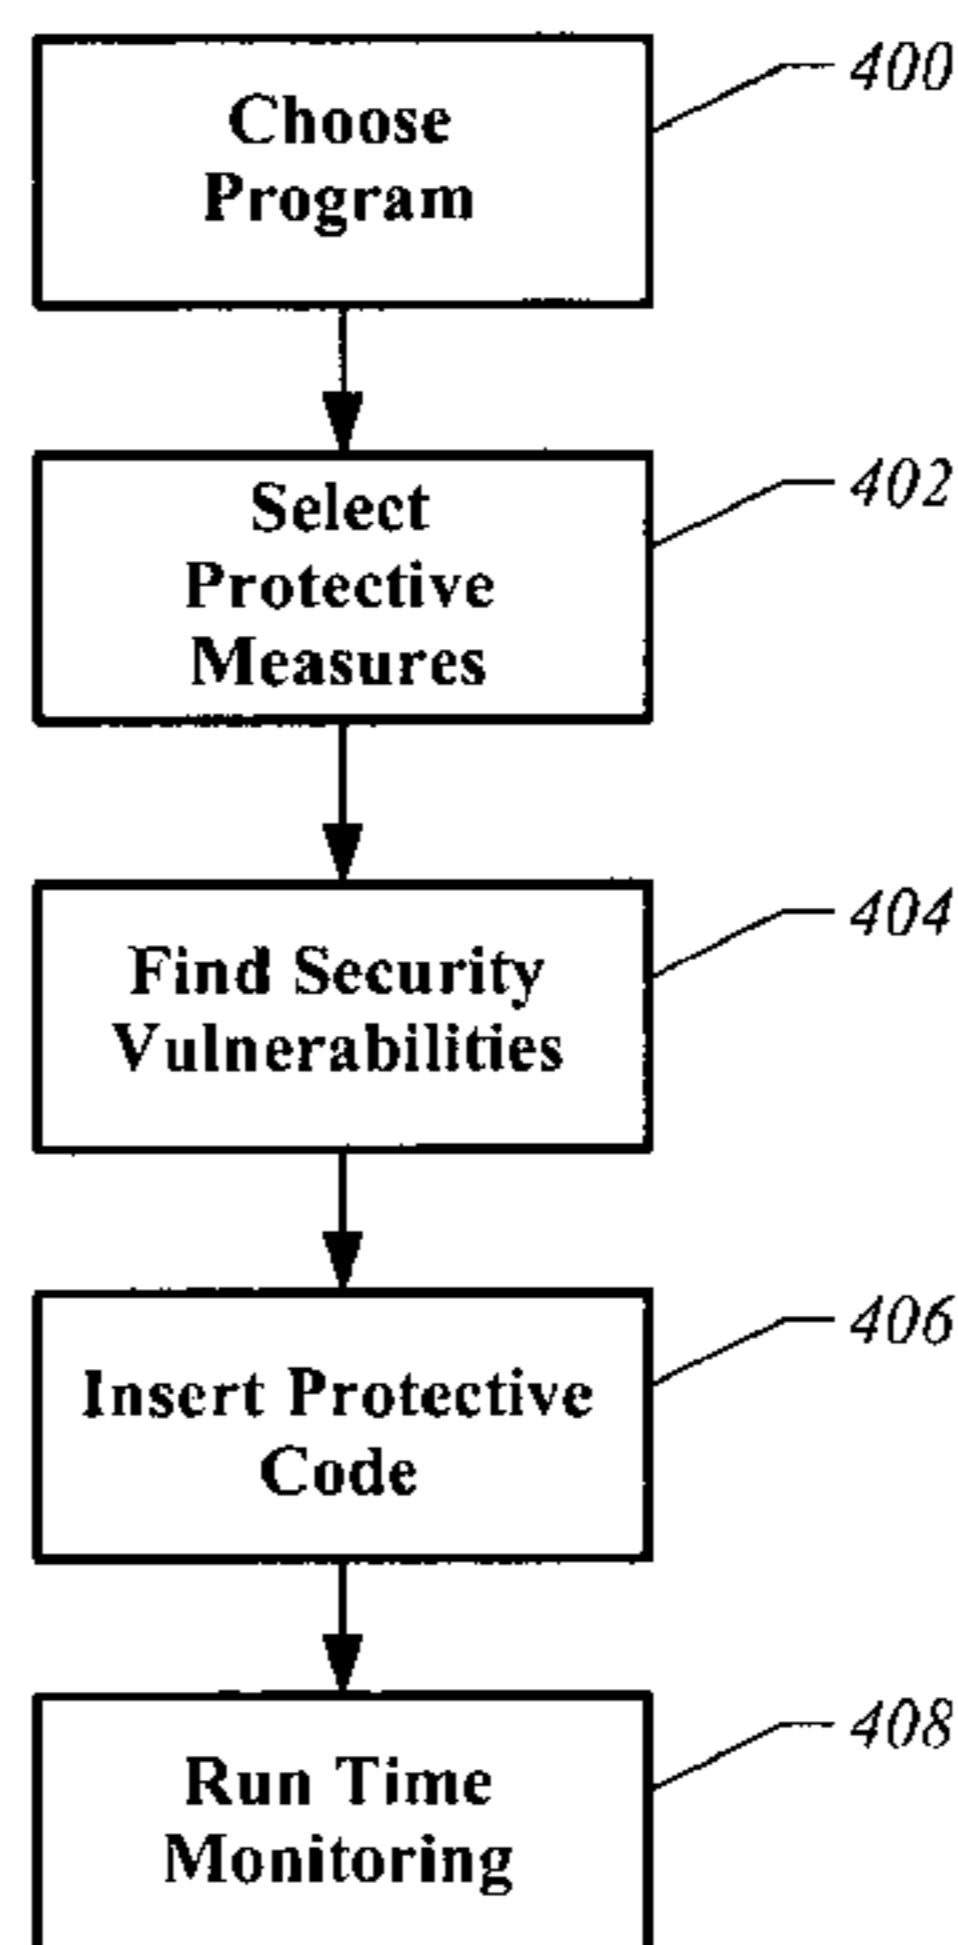 Choose
Program
400
Select
Protective
Measures
402
Find Security
Vulnerabilities
404
Insert Protective
Code
406
Run Time
Monitoring
408